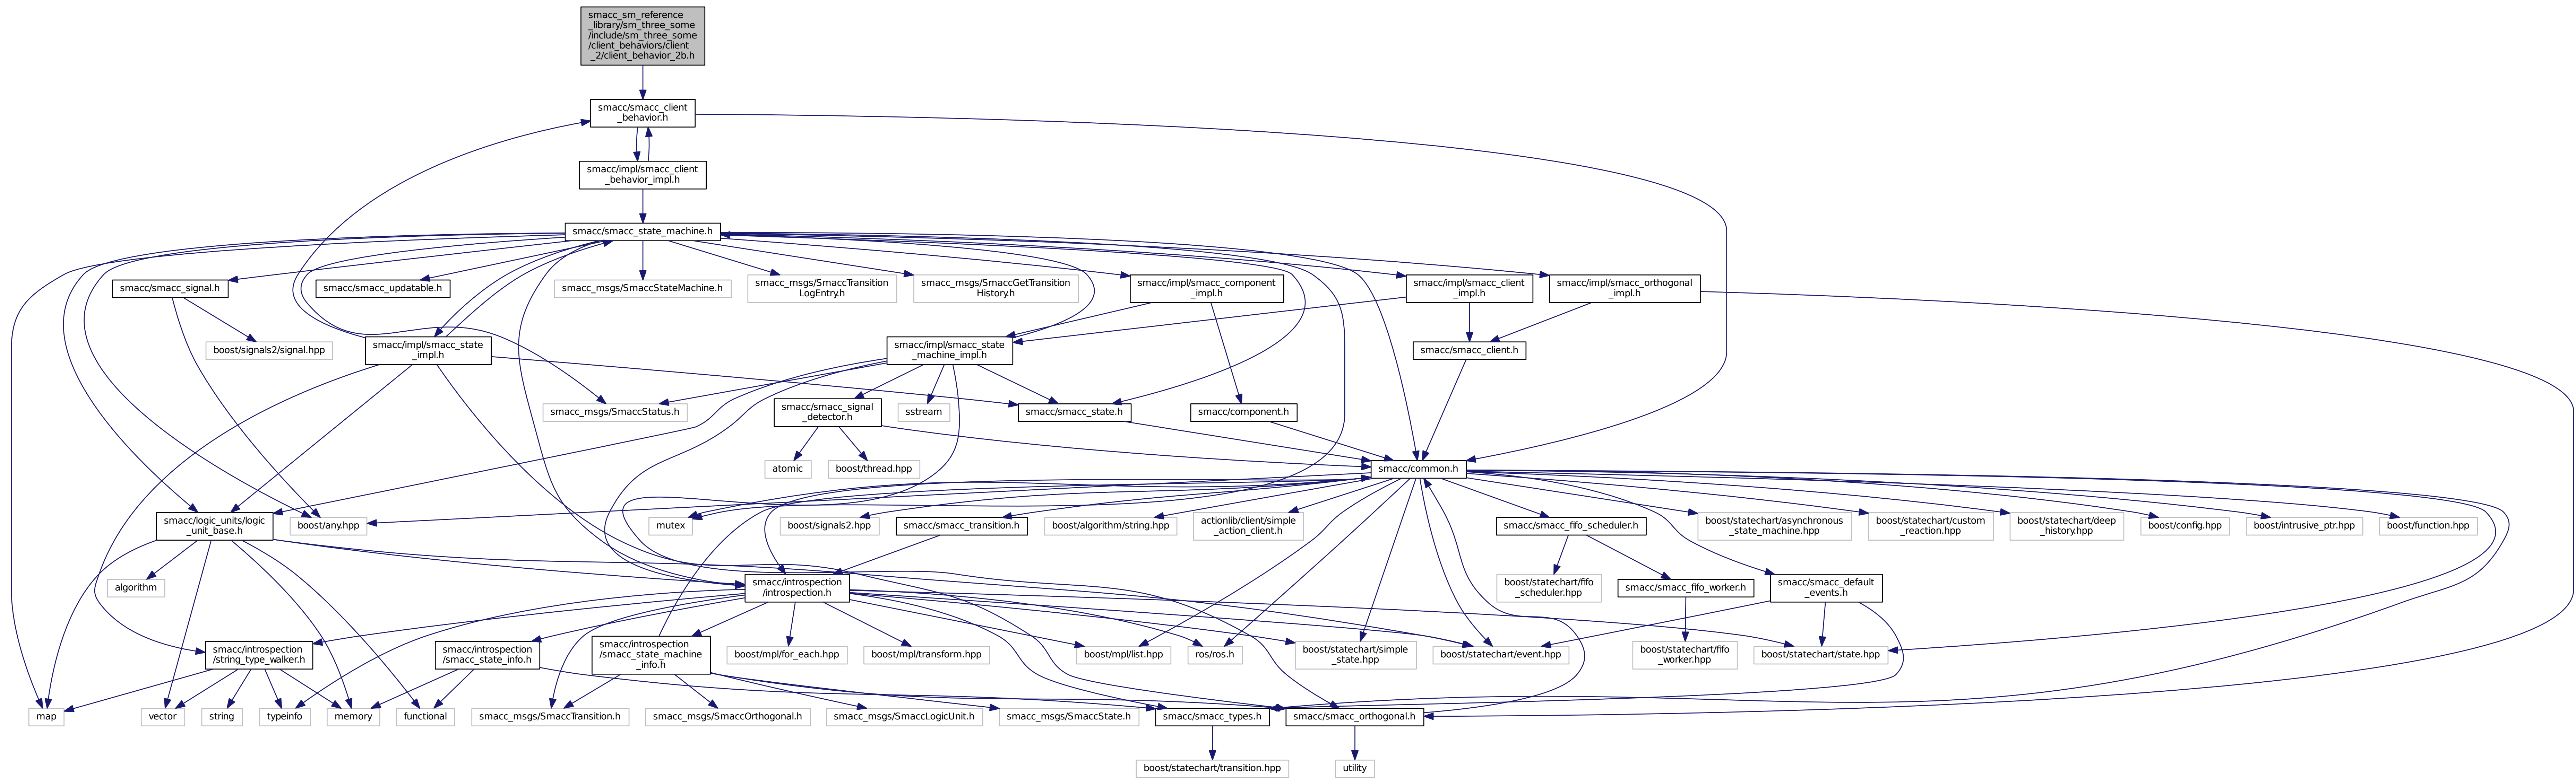 smacc_sm_reference
_library/sm_three_some
/include/sm_three_some
/client_behaviors/client
_2/client_behavior_2b.h
smacc/smacc_client
_behavior.h
smacc/impl/smacc_client
_behavior_impl.h
smacc/smacc_state_machine.h
smacc/smacc_signal.h
smacc/smacc_updatable.h
smacc_msgs/SmaccStateMachine.h
smacc_msgs/SmaccTransition
LogEntry.h
smacc_msgs/SmaccGetTransition
History.h
smacc/impl/smacc_component
_impl.h
smacc/impl/smacc_client
_impl.h
smacc/impl/smacc_orthogonal
_impl.h
boost/signals2/signal.hpp
smacc/impl/smacc_state
_impl.h
smacc/impl/smacc_state
_machine_impl.h
smacc/smacc_client.h
smacc_msgs/SmaccStatus.h
smacc/smacc_signal
_detector.h
sstream
smacc/smacc_state.h
smacc/component.h
atomic
boost/thread.hpp
smacc/common.h
smacc/logic_units/logic
_unit_base.h
boost/any.hpp
mutex
boost/signals2.hpp
smacc/smacc_transition.h
boost/algorithm/string.hpp
actionlib/client/simple
_action_client.h
smacc/smacc_fifo_scheduler.h
boost/statechart/asynchronous
_state_machine.hpp
boost/statechart/custom
_reaction.hpp
boost/statechart/deep
_history.hpp
boost/config.hpp
boost/intrusive_ptr.hpp
boost/function.hpp
algorithm
smacc/introspection
/introspection.h
boost/statechart/fifo
_scheduler.hpp
smacc/smacc_fifo_worker.h
smacc/smacc_default
_events.h
smacc/introspection
/string_type_walker.h
smacc/introspection
/smacc_state_info.h
smacc/introspection
/smacc_state_machine
_info.h
boost/mpl/for_each.hpp
boost/mpl/transform.hpp
boost/mpl/list.hpp
ros/ros.h
boost/statechart/simple
_state.hpp
boost/statechart/event.hpp
boost/statechart/fifo
_worker.hpp
boost/statechart/state.hpp
map
vector
string
typeinfo
memory
functional
smacc_msgs/SmaccTransition.h
smacc_msgs/SmaccOrthogonal.h
smacc_msgs/SmaccLogicUnit.h
smacc_msgs/SmaccState.h
smacc/smacc_types.h
smacc/smacc_orthogonal.h
boost/statechart/transition.hpp
utility